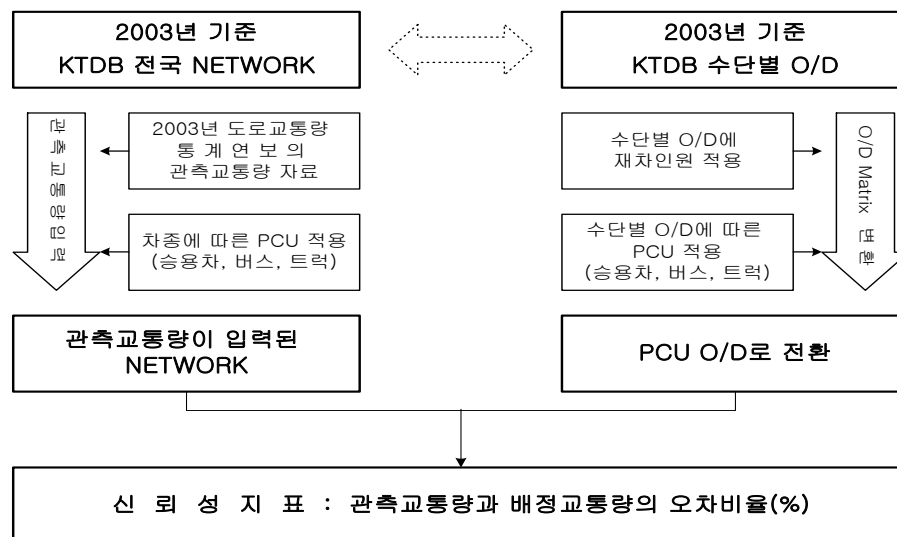 2003년 기준
KTDB 전국 NETWORK
2003년 기준
KTDB 수단별 O/D
관측교통량입력
2003년 도로교통량
통 계 연 보 의
관측교통량 자료
차종에 따른 PCU 적용
(승용차, 버스, 트럭)
수단별 O/D에
재차인원 적용
수단별 O/D에 따른
PCU 적용
(승용차, 버스, 트럭)
O/D Matrix 변환
관측교통량이 입력된
NETWORK
PCU O/D로 전환
신 뢰 성 지 표 : 관측교통량과 배정교통량의 오차비율(%)